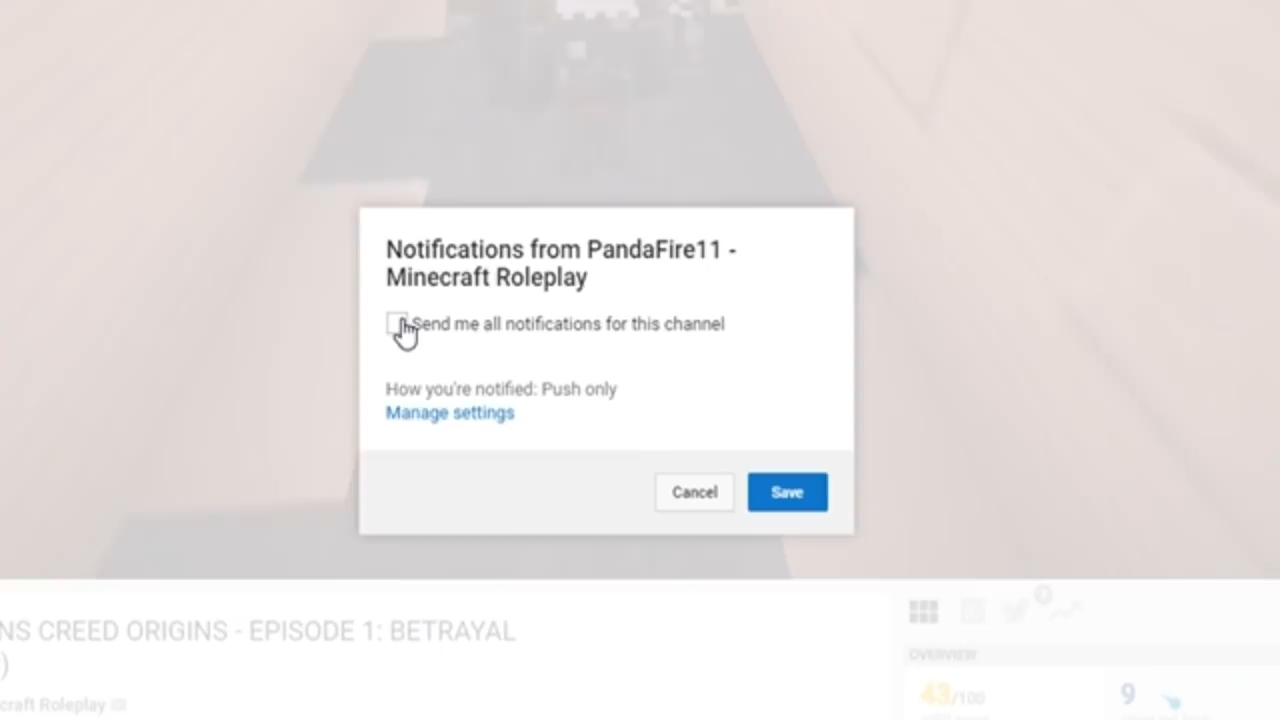 Notifications from PandaFire11 -
Minecraft Roleplay
Send me all notifications for this channel
How you're notified: Push only
Manage settings
Cancel
Save
NS CREED ORIGINS - EPISODE 1: BETRAYAL
)
craft Roleplay
OVERVIEW
43/100
9